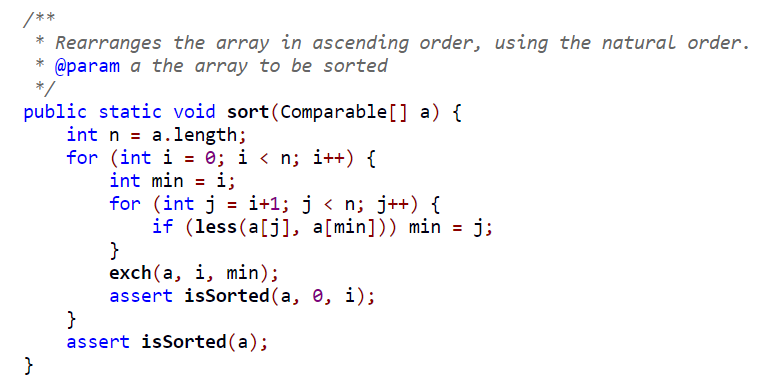 /**
 * Rearranges the array in ascending order, using the natural order.
 * @param a the array to be sorted
 */
public static void sort(Comparable[] a) {
    int n = a.length;
    for (int i = 0; i < n; i++) {
        int min = i;
        for (int j = i+1; j < n; j++) {
            if (less(a[j], a[min])) min = j;
        }
        exch(a, i, min);
        assert isSorted(a, 0, i);
    }
    assert isSorted(a);
}